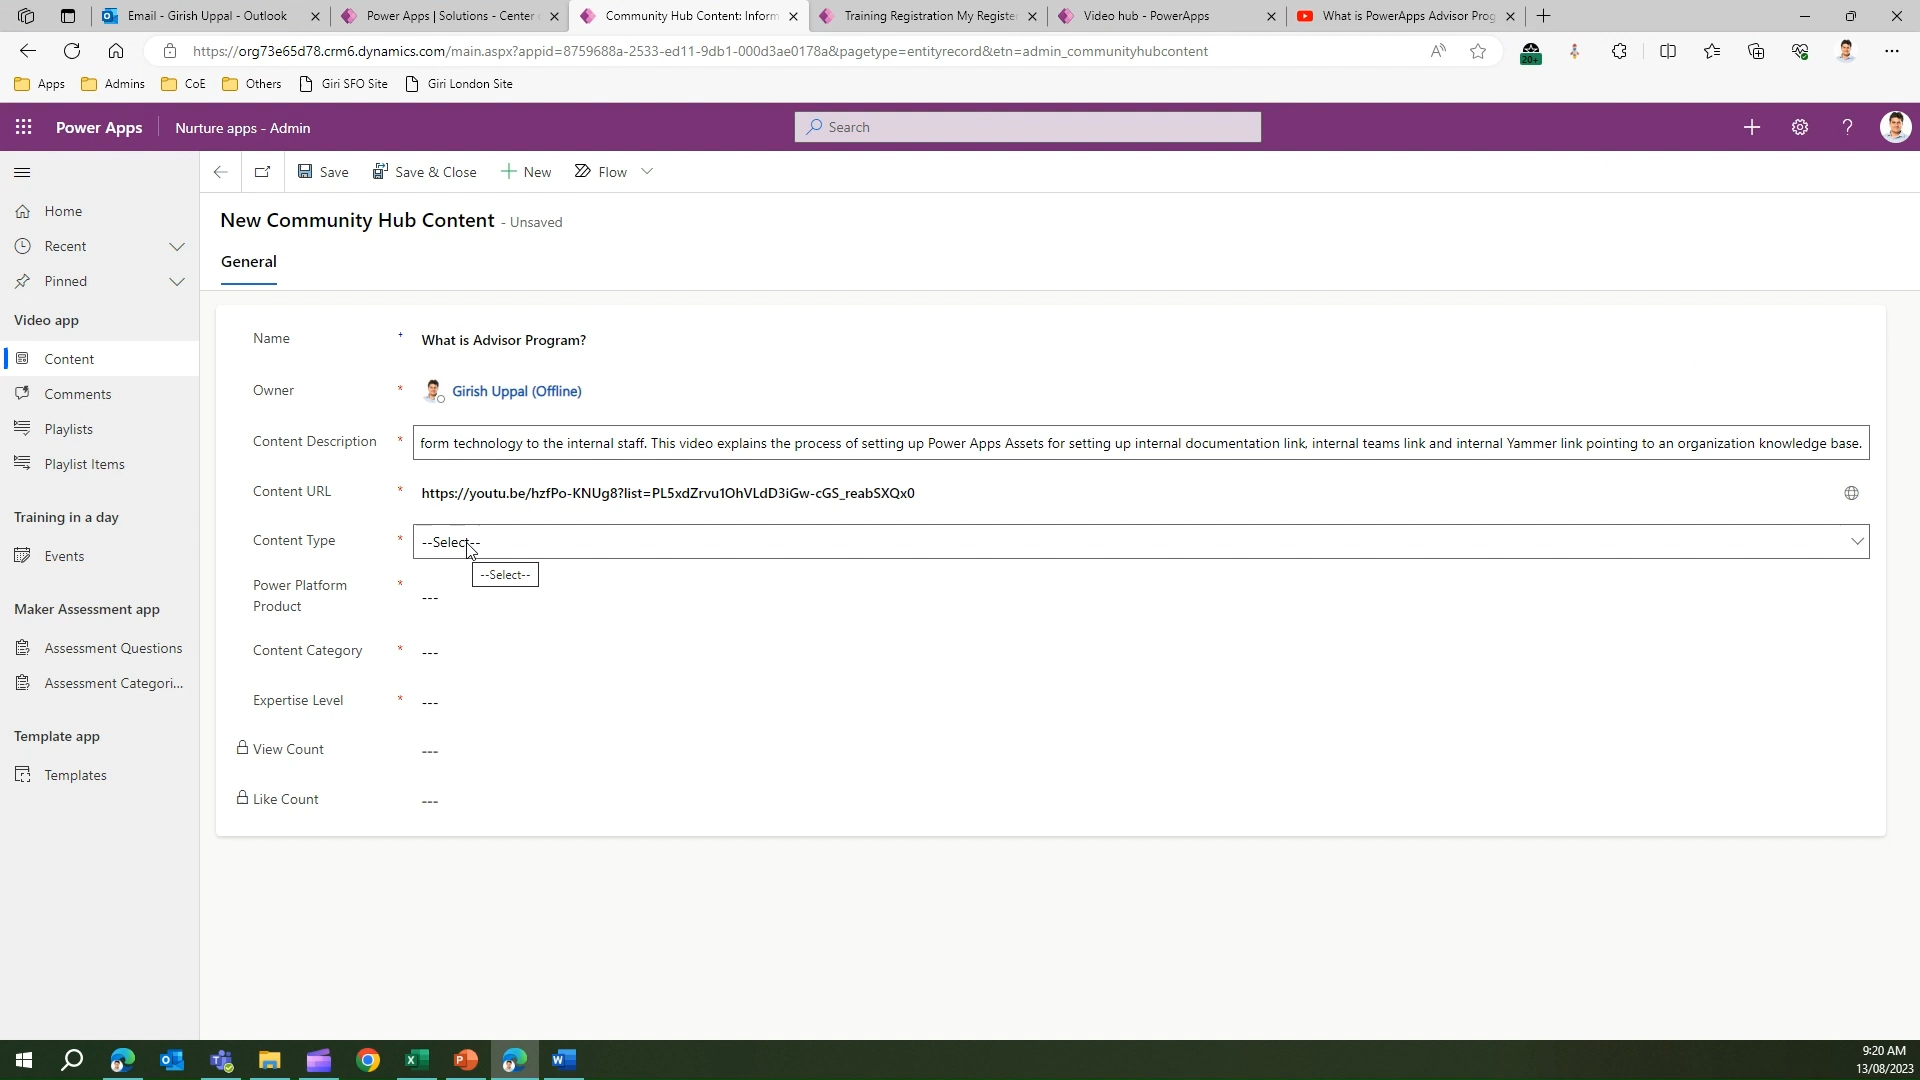 Email - Girish Uppal - Outlook
Power Apps | Solutions - Center
Community Hub Content: Inform
Training Registration My Registe
Video hub - PowerApps
What is PowerApps Advisor Prog
https://org73e65d78.crm6.dynamics.com/main.aspx?appid=8759688a-2533-ed11-9db1-000d3ae0178a&pagetype=entityrecord&etn=admin_communityhubcontent
20+
Apps
Admins
CoE
Others
Giri SFO Site
Giri London Site
Power Apps
Nurture apps - Admin
Search
Save
Save & Close
New
Flow
Home
Recent
Pinned
Video app
Content
Comments
Playlists
Playlist Items
Training in a day
Events
Maker Assessment app
Assessment Questions
Assessment Categori...
Template app
Templates
New Community Hub Content - Unsaved
General
Name + What is Advisor Program?
Owner * Girish Uppal (Offline)
Content Description * form technology to the internal staff. This video explains the process of setting up Power Apps Assets for setting up internal documentation link, internal teams link and internal Yammer link pointing to an organization knowledge base.
Content URL * https://youtu.be/hzfPo-KNUg8?list=PL5xdZrvu1OhVLdD3iGw-cGS_reabSXQx0
Content Type * --Select--
--Select--
Power Platform
Product * ---
Content Category * ---
Expertise Level * ---
View Count ---
Like Count ---
9:20 AM
13/08/2023